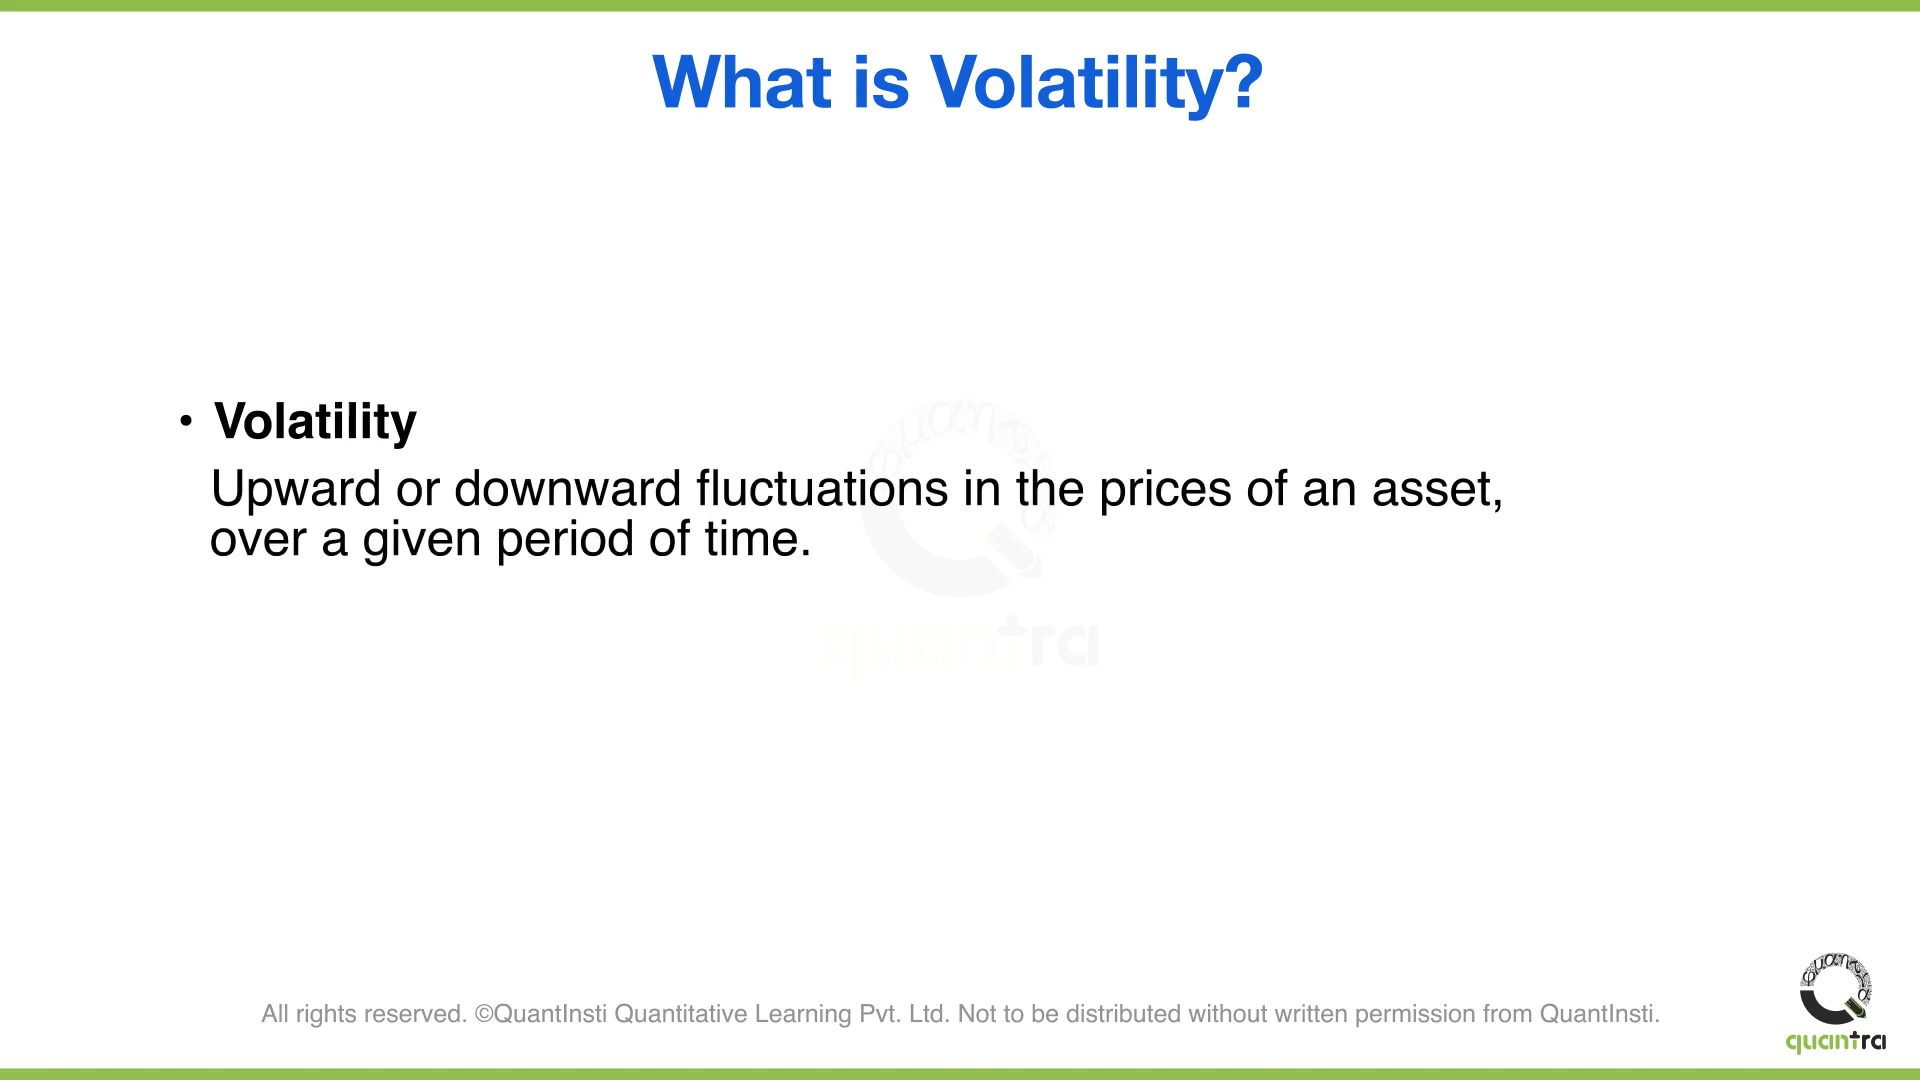 What is Volatility?
• Volatility
Upward or downward fluctuations in the prices of an asset,
over a given period of time.
quantra
All rights reserved. ©QuantInsti Quantitative Learning Pvt. Ltd. Not to be distributed without written permission from QuantInsti.
quantra